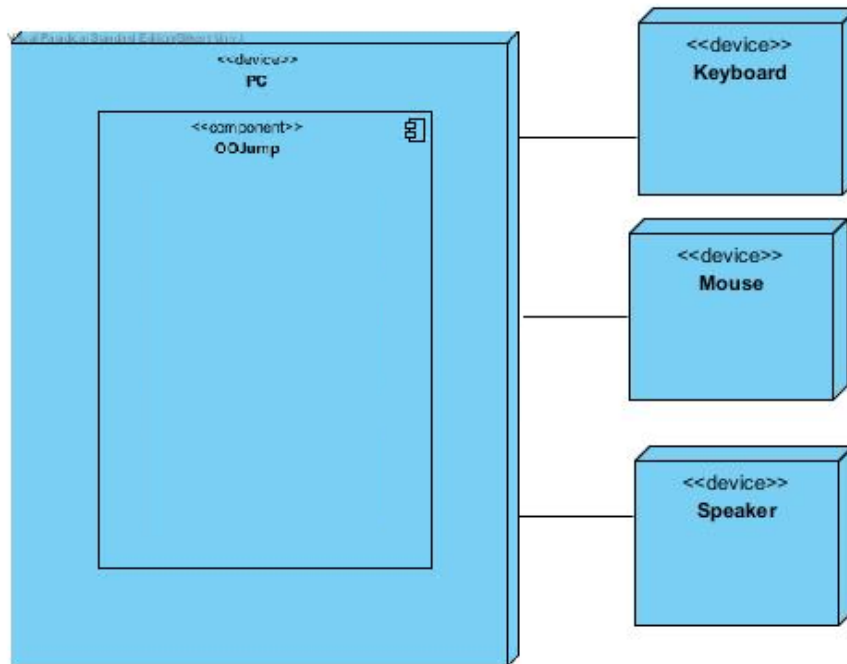 <<device>>
PC
<<component>>
OOJump
<<device>>
Keyboard
<<device>>
Mouse
<<device>>
Speaker